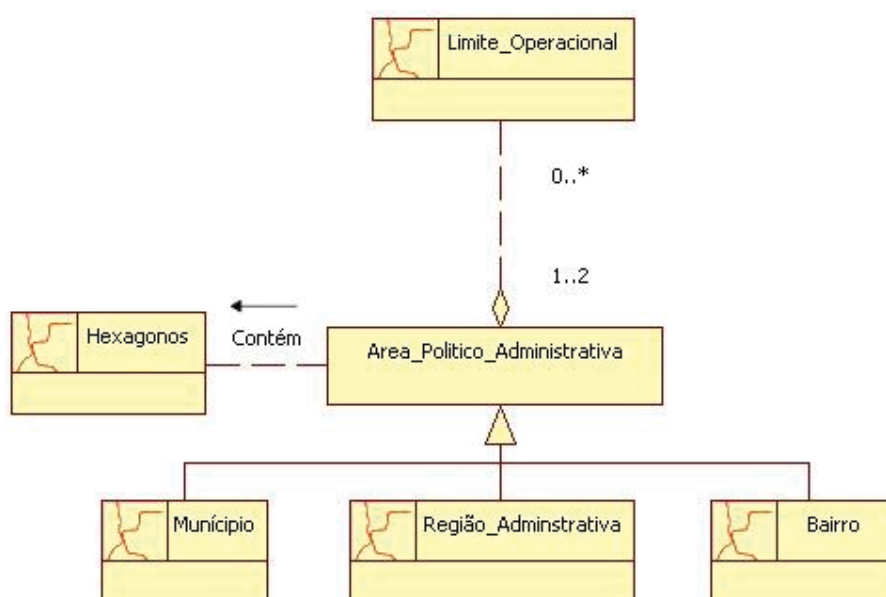 Limite_Operacional
0..*
1..2
Hexagonos
Contém
Area_Politico_Administrativa
Munícipio
Região_Adminstrativa
Bairro